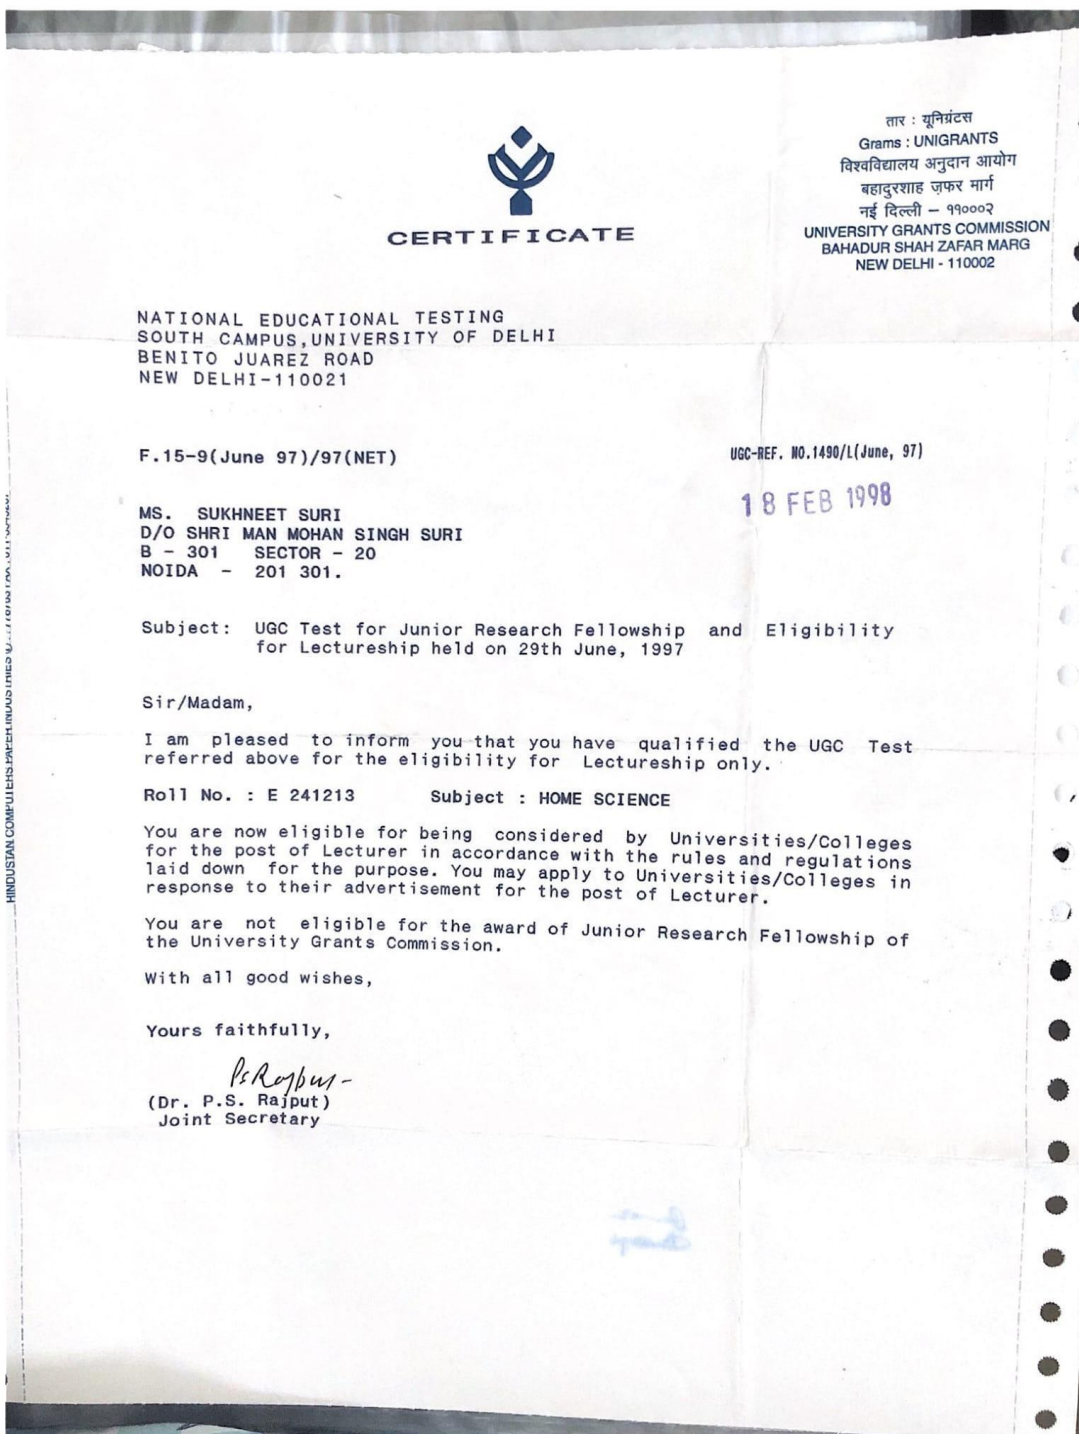 तार : यूनिग्रंटस
Grams : UNIGRANTS
विश्वविद्यालय अनुदान आयोग
बहादुरशाह ज़फर मार्ग
नई दिल्ली – ११०००२
UNIVERSITY GRANTS COMMISSION
BAHADUR SHAH ZAFAR MARG
NEW DELHI - 110002
CERTIFICATE
NATIONAL EDUCATIONAL TESTING
SOUTH CAMPUS,UNIVERSITY OF DELHI
BENITO JUAREZ ROAD
NEW DELHI-110021
F.15-9(June 97)/97(NET)
UGC-REF. NO.1490/L(June, 97)
18 FEB 1998
MS. SUKHNEET SURI
D/O SHRI MAN MOHAN SINGH SURI
B - 301 SECTOR - 20
NOIDA - 201 301.
Subject: UGC Test for Junior Research Fellowship and Eligibility
for Lectureship held on 29th June, 1997
Sir/Madam,
I am pleased to inform you that you have qualified the UGC Test
referred above for the eligibility for Lectureship only.
Roll No. : E 241213 Subject : HOME SCIENCE
You are now eligible for being considered by Universities/Colleges
for the post of Lecturer in accordance with the rules and regulations
laid down for the purpose. You may apply to Universities/Colleges in
response to their advertisement for the post of Lecturer.
You are not eligible for the award of Junior Research Fellowship of
the University Grants Commission.
With all good wishes,
Yours faithfully,
PsRajput
(Dr. P.S. Rajput)
Joint Secretary
HINDUSTAN COMPUTERS PAPER INDUSTRIES